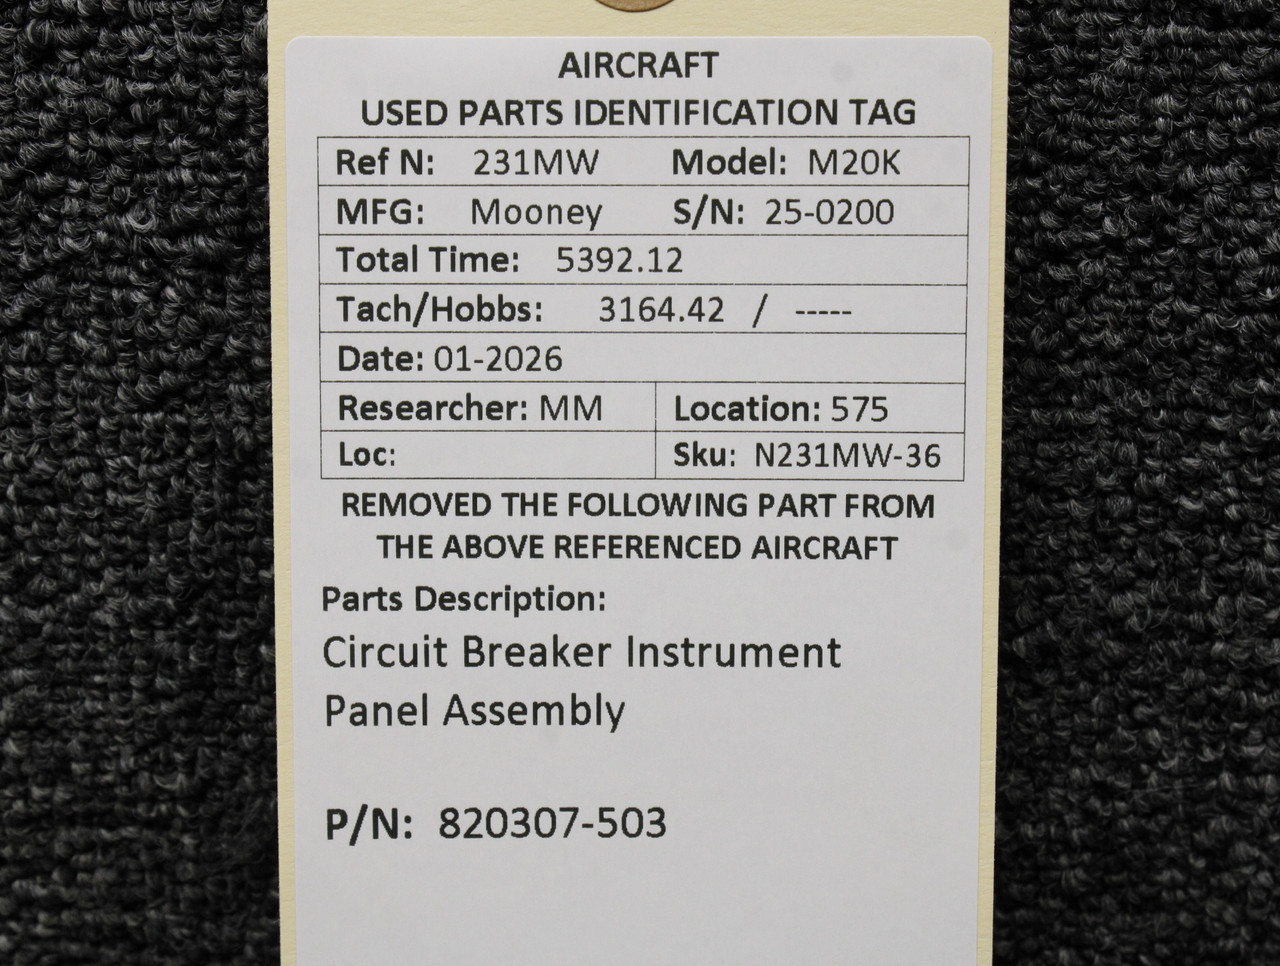 AIRCRAFT
USED PARTS IDENTIFICATION TAG
Ref N: 231MW Model: M20K
MFG: Mooney S/N: 25-0200
Total Time: 5392.12
Tach/Hobbs: 3164.42 / -----
Date: 01-2026
Researcher: MM Location: 575
Loc: Sku: N231MW-36
REMOVED THE FOLLOWING PART FROM
THE ABOVE REFERENCED AIRCRAFT
Parts Description:
Circuit Breaker Instrument
Panel Assembly
P/N: 820307-503